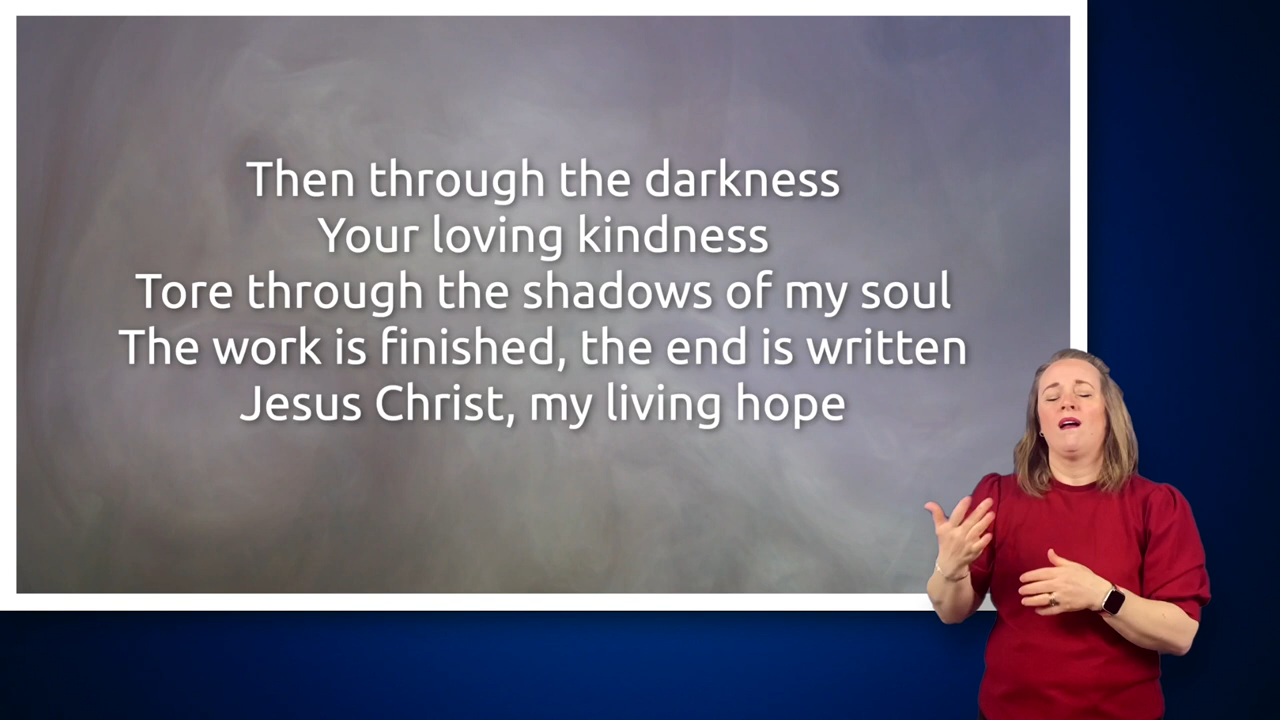 Then through the darkness
Your loving kindness
Tore through the shadows of my soul
The work is finished, the end is written
Jesus Christ, my living hope